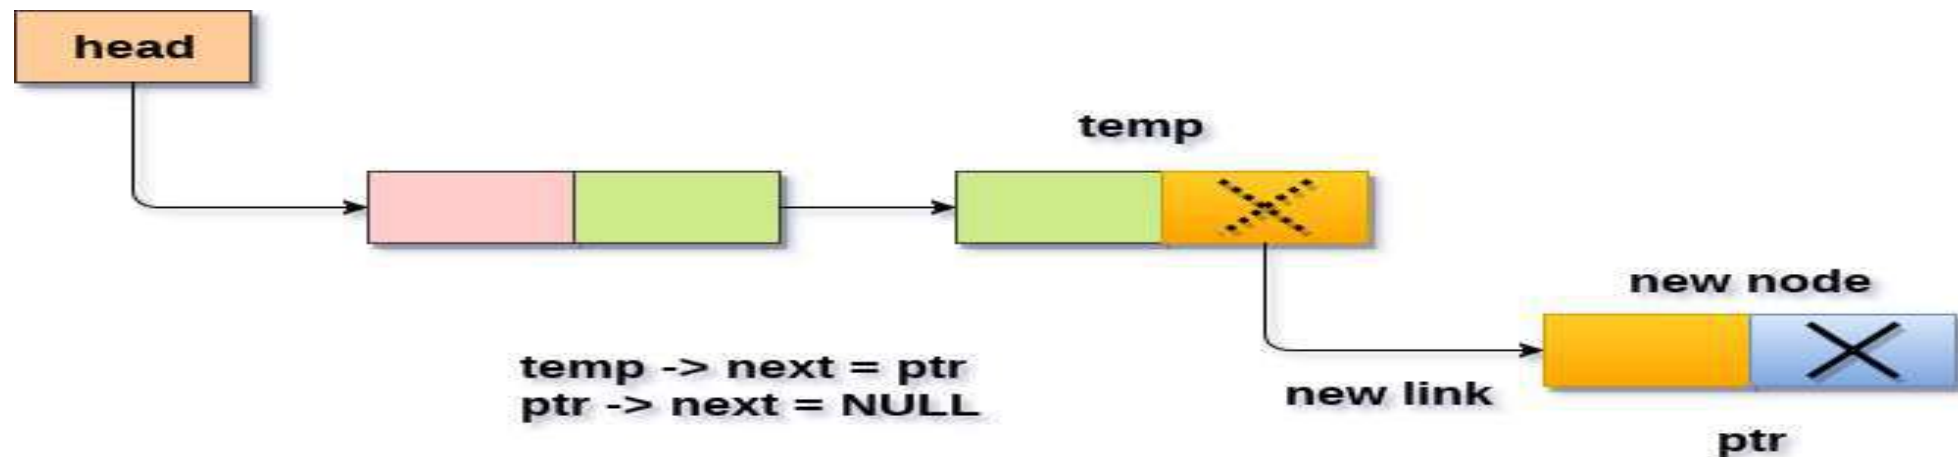 head
temp
new node
temp -> next = ptr
ptr -> next = NULL
new link
ptr